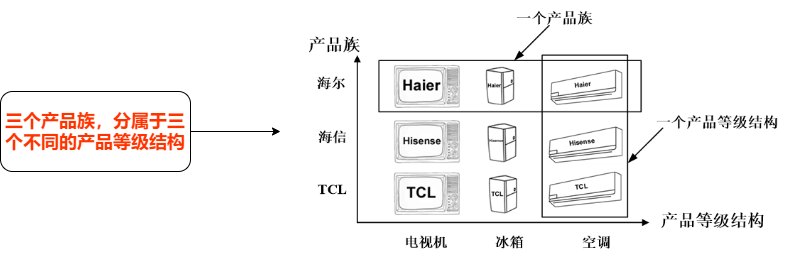 一个产品族
产品族
海尔
Haier
Haier
Haier
三个产品族，分属于三
个不同的产品等级结构
一个产品等级结构
海信
Hisense
Hisense
Hisense
TCL
TCL
TCL
TCL
产品等级结构
电视机
冰箱
空调